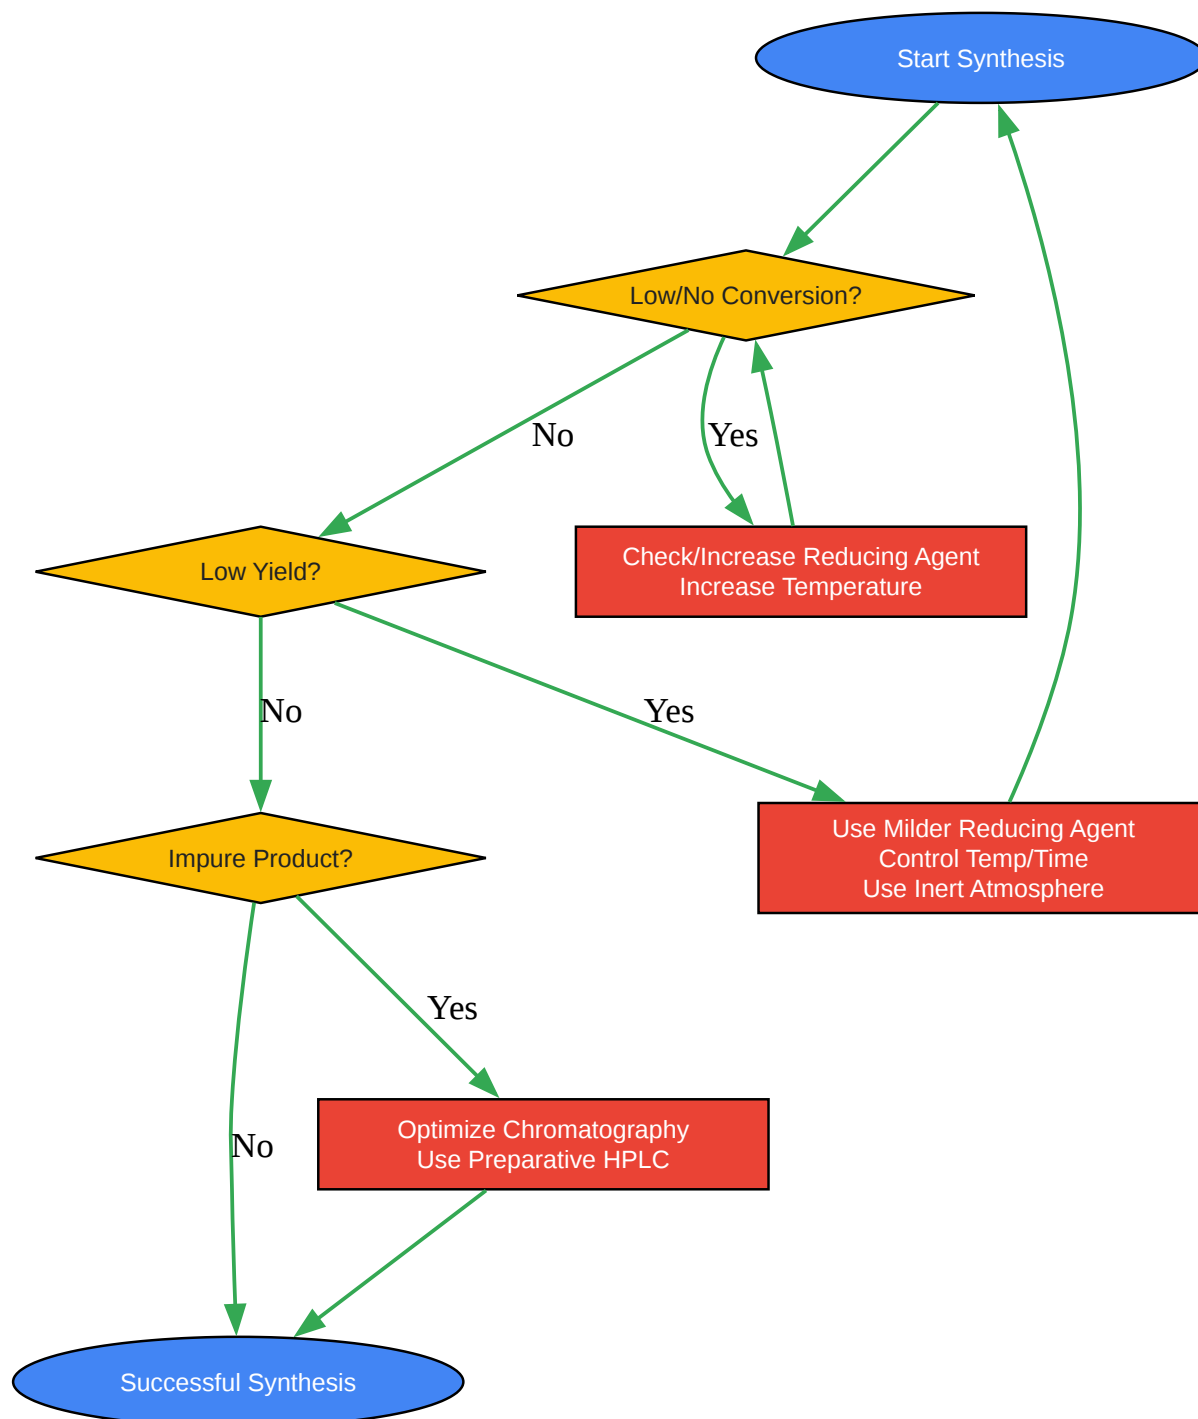 Start Synthesis
Low/No Conversion?
No
Yes
Check/Increase Reducing Agent
Increase Temperature
Low Yield?
No
Yes
Use Milder Reducing Agent
Control Temp/Time
Use Inert Atmosphere
Impure Product?
Yes
Optimize Chromatography
Use Preparative HPLC
No
Successful Synthesis